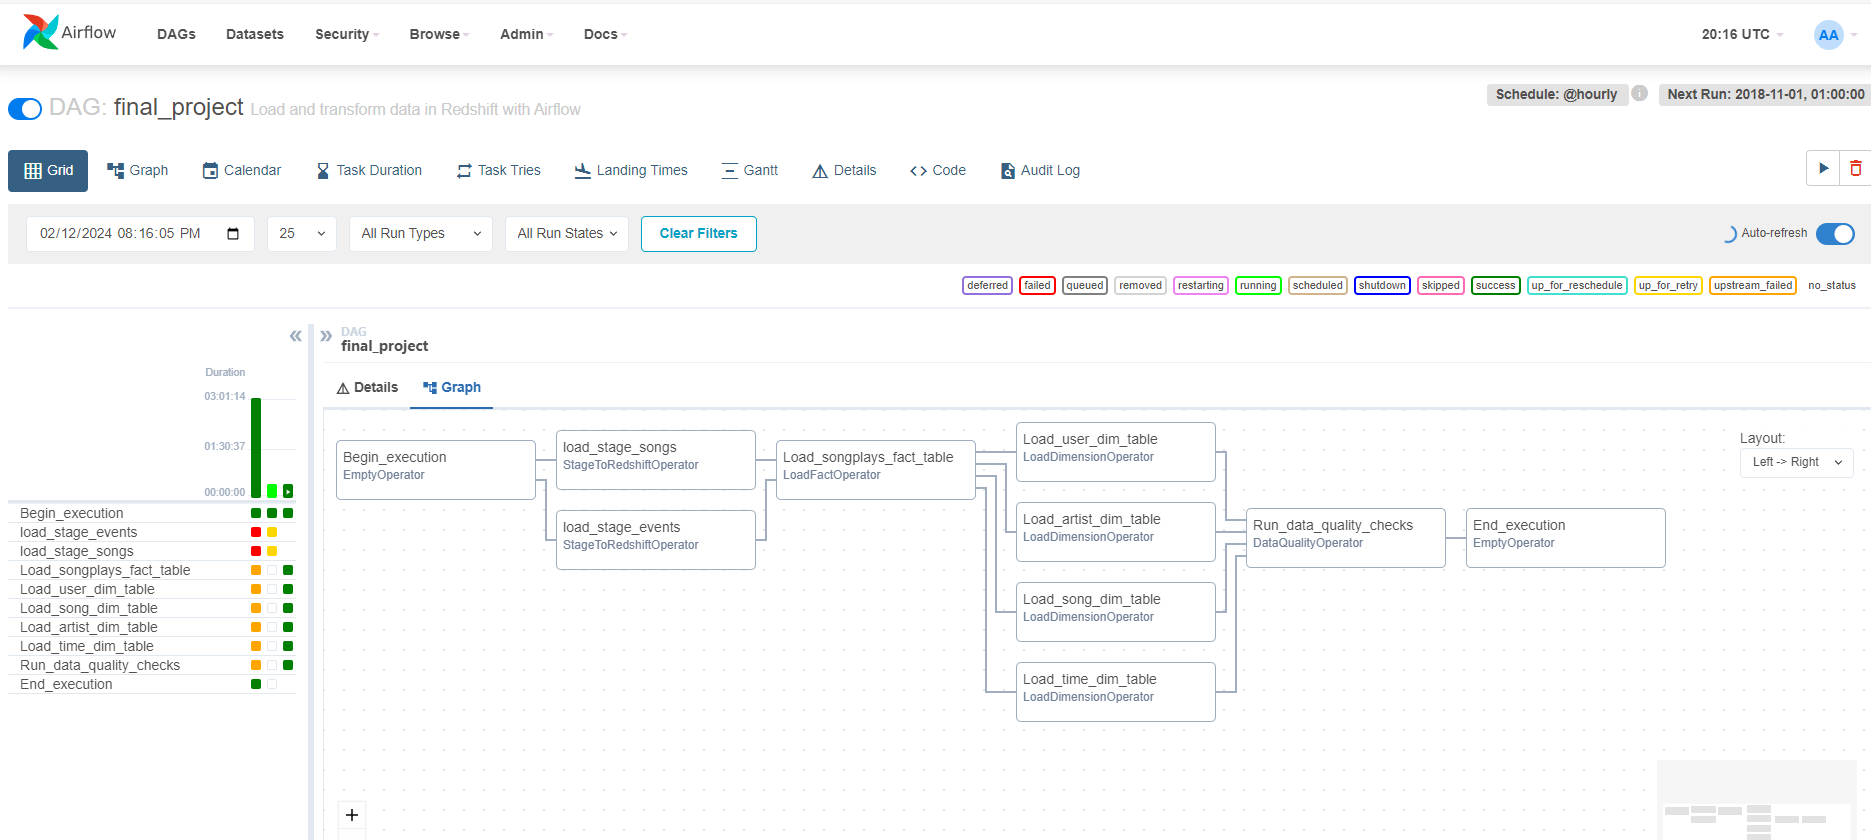 Airflow
DAGs Datasets Security Browse Admin Docs 20:16 UTC AA
DAG: final_project Load and transform data in Redshift with Airflow
Schedule: @hourly Next Run: 2018-11-01, 01:00:00
Grid Graph Calendar Task Duration Task Tries Landing Times Gantt Details Code Audit Log
02/12/2024 08:16:05 PM 25 All Run Types All Run States Clear Filters Auto-refresh
deferred failed queued removed restarting running scheduled shutdown skipped success up_for_reschedule up_for_retry upstream_failed no_status
DAG
final_project
Details Graph
Duration
03:01:14
01:30:37
00:00:00
Begin_execution
load_stage_events
load_stage_songs
Load_songplays_fact_table
Load_user_dim_table
Load_song_dim_table
Load_artist_dim_table
Load_time_dim_table
Run_data_quality_checks
End_execution
Begin_execution
EmptyOperator
load_stage_songs
StageToRedshiftOperator
load_stage_events
StageToRedshiftOperator
Load_songplays_fact_table
LoadFactOperator
Load_user_dim_table
LoadDimensionOperator
Load_artist_dim_table
LoadDimensionOperator
Load_song_dim_table
LoadDimensionOperator
Load_time_dim_table
LoadDimensionOperator
Run_data_quality_checks
DataQualityOperator
End_execution
EmptyOperator
Layout:
Left -> Right